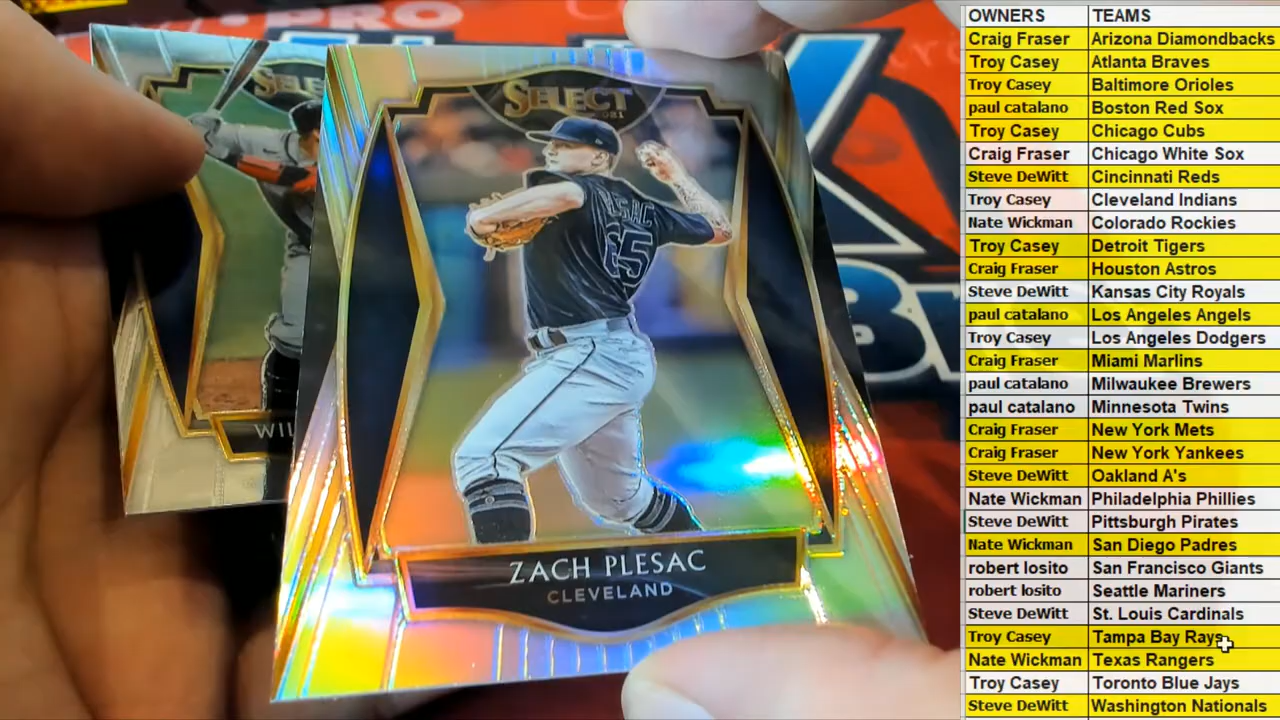 PRO
SELECT
2021
SELECT
PLESAC
65
WIL
ZACH PLESAC
CLEVELAND
OWNERS TEAMS
Craig Fraser Arizona Diamondbacks
Troy Casey Atlanta Braves
Troy Casey Baltimore Orioles
paul catalano Boston Red Sox
Troy Casey Chicago Cubs
Craig Fraser Chicago White Sox
Steve DeWitt Cincinnati Reds
Troy Casey Cleveland Indians
Nate Wickman Colorado Rockies
Troy Casey Detroit Tigers
Craig Fraser Houston Astros
Steve DeWitt Kansas City Royals
paul catalano Los Angeles Angels
Troy Casey Los Angeles Dodgers
Craig Fraser Miami Marlins
paul catalano Milwaukee Brewers
paul catalano Minnesota Twins
Craig Fraser New York Mets
Craig Fraser New York Yankees
Steve DeWitt Oakland A's
Nate Wickman Philadelphia Phillies
Steve DeWitt Pittsburgh Pirates
Nate Wickman San Diego Padres
robert losito San Francisco Giants
robert losito Seattle Mariners
Steve DeWitt St. Louis Cardinals
Troy Casey Tampa Bay Rays
Nate Wickman Texas Rangers
Troy Casey Toronto Blue Jays
Steve DeWitt Washington Nationals